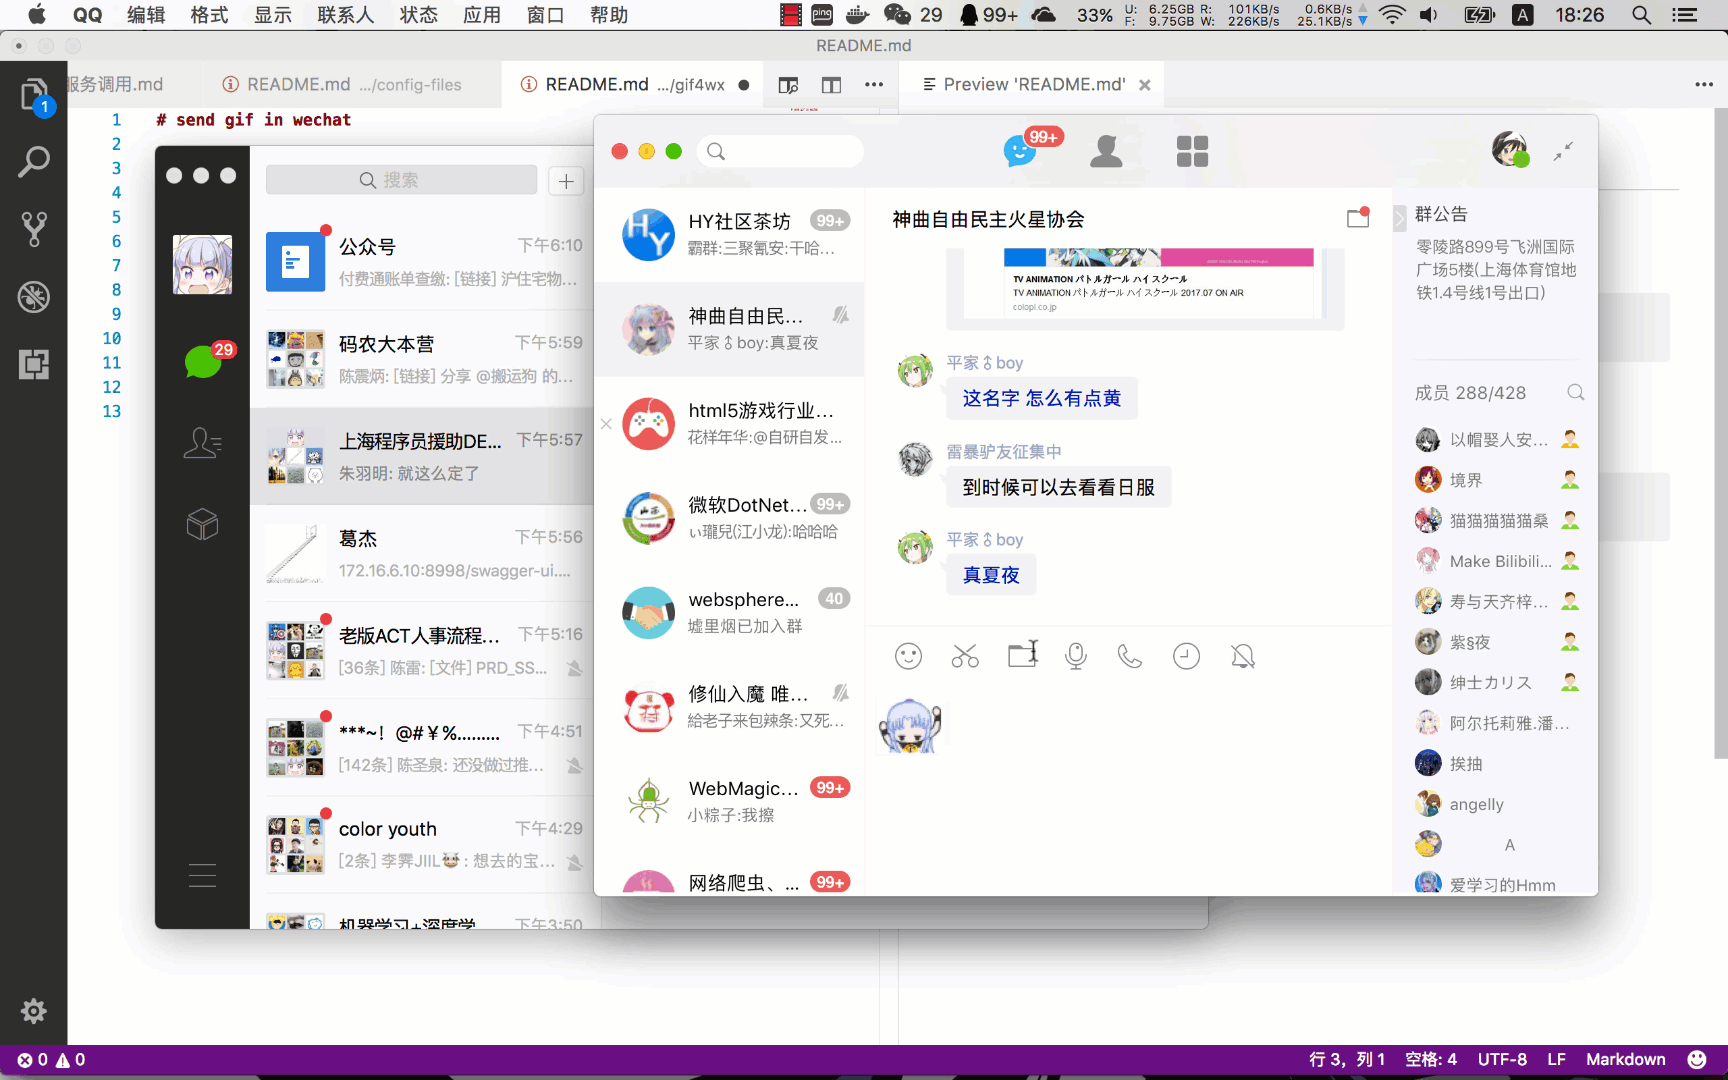 QQ 编辑 格式 显示 联系人 状态 应用 窗口 帮助
ping 29 99+ 33% U: 6.25GB R: 101KB/s 0.6KB/s A 18:26
F: 9.75GB W: 226KB/s 25.1KB/s
README.md
服务调用.md README.md .../config-files README.md .../gif4wx Preview 'README.md'
1
1 # send gif in wechat
2
3
4
5
6
7
8
9
10
11
12
13
搜索
29
公众号 下午6:10
付费通账单查缴: [链接] 沪住宅物...
码农大本营 下午5:59
陈震炳: [链接] 分享 @搬运狗 的...
上海程序员援助DE... 下午5:57
朱羽明: 就这么定了
葛杰 下午5:56
172.16.6.10:8998/swagger-ui....
老版ACT人事流程... 下午5:16
[36条] 陈雷: [文件] PRD_SS...
***~！@#￥%......... 下午4:51
[142条] 陈圣泉: 还没做过推...
color youth 下午4:29
[2条] 李霁JIIL🐮: 想去的宝...
机器学习+深度学 下午3:50
99+
HY
HY社区茶坊 99+
霸群:三聚氰安:干哈...
神曲自由民...
平家⚦boy:真夏夜
html5游戏行业...
花样年华:@自研自发...
微软DotNet... 99+
ぃ瓏兒(江小龙):哈哈哈
websphere... 40
墟里烟已加入群
修仙入魔 唯...
給老子来包辣条:又死...
WebMagic... 99+
小粽子:我擦
网络爬虫、... 99+
神曲自由民主火星协会
TV ANIMATION バトルガール ハイスクール
TV ANIMATION バトルガール ハイスクール 2017.07 ON AIR
colopl.co.jp
平家⚦boy
这名字 怎么有点黄
雷暴驴友征集中
到时候可以去看看日服
平家⚦boy
真夏夜
群公告
零陵路899号飞洲国际
广场5楼(上海体育馆地
铁1.4号线1号出口)
成员 288/428
以帽娶人安...
境界
猫猫猫猫猫桑
Make Bilibili...
寿与天齐梓...
紫§夜
绅士カリス
阿尔托莉雅.潘...
挨抽
angelly
A
爱学习的Hmm
0 0
行 3，列 1 空格: 4 UTF-8 LF Markdown